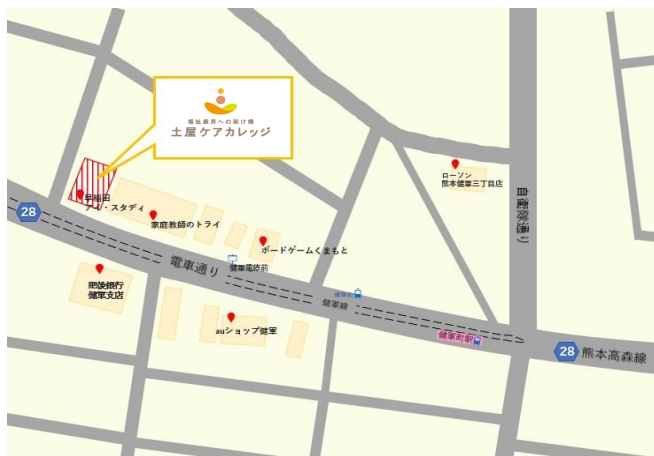 福祉業界への架け橋
土屋ケアカレッジ
ローソン
熊本健軍三丁目店
自衛隊通り
早稲田
アイ・スタディ
28
家庭教師のトライ
ボードゲームくまもと
電車通り
肥後銀行
健軍支店
健軍町
健軍線
auショップ健軍
健軍町駅
28
熊本高森線